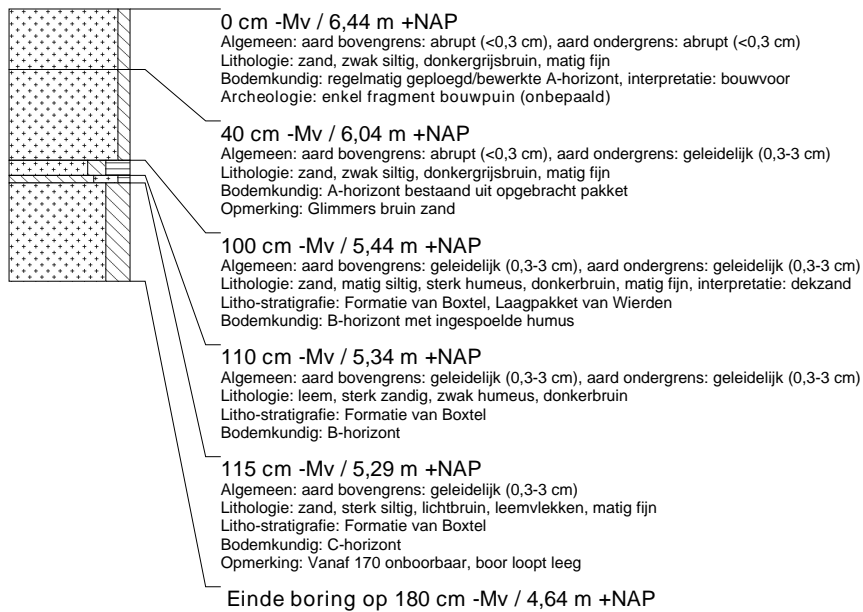 0 cm -Mv / 6,44 m +NAP
Algemeen: aard bovengrens: abrupt (<0,3 cm), aard ondergrens: abrupt (<0,3 cm)
Lithologie: zand, zwak siltig, donkergrijsbruin, matig fijn
Bodemkundig: regelmatig geploegd/bewerkte A-horizont, interpretatie: bouwvoor
Archeologie: enkel fragment bouwpuin (onbepaald)
40 cm -Mv / 6,04 m +NAP
Algemeen: aard bovengrens: abrupt (<0,3 cm), aard ondergrens: geleidelijk (0,3-3 cm)
Lithologie: zand, zwak siltig, donkergrijsbruin, matig fijn
Bodemkundig: A-horizont bestaand uit opgebracht pakket
Opmerking: Glimmers bruin zand
100 cm -Mv / 5,44 m +NAP
Algemeen: aard bovengrens: geleidelijk (0,3-3 cm), aard ondergrens: geleidelijk (0,3-3 cm)
Lithologie: zand, matig siltig, sterk humeus, donkerbruin, matig fijn, interpretatie: dekzand
Litho-stratigrafie: Formatie van Boxtel, Laagpakket van Wierden
Bodemkundig: B-horizont met ingespoelde humus
110 cm -Mv / 5,34 m +NAP
Algemeen: aard bovengrens: geleidelijk (0,3-3 cm), aard ondergrens: geleidelijk (0,3-3 cm)
Lithologie: leem, sterk zandig, zwak humeus, donkerbruin
Litho-stratigrafie: Formatie van Boxtel
Bodemkundig: B-horizont
115 cm -Mv / 5,29 m +NAP
Algemeen: aard bovengrens: geleidelijk (0,3-3 cm)
Lithologie: zand, sterk siltig, lichtbruin, leemvlekken, matig fijn
Litho-stratigrafie: Formatie van Boxtel
Bodemkundig: C-horizont
Opmerking: Vanaf 170 onboorbaar, boor loopt leeg
Einde boring op 180 cm -Mv / 4,64 m +NAP